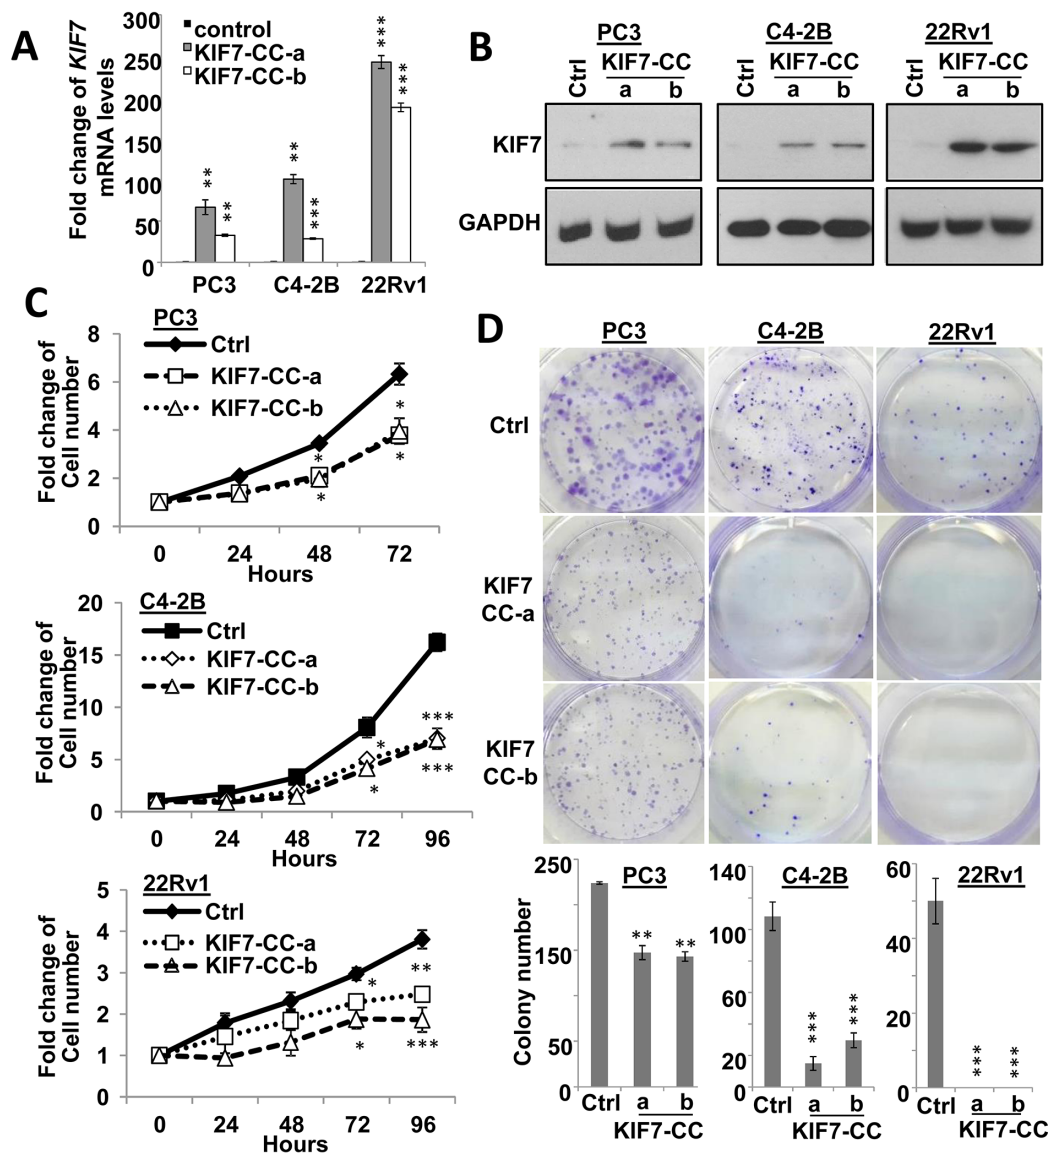 A
Fold change of KIF7
mRNA levels
300
250
200
150
100
50
0
control
KIF7-CC-a
KIF7-CC-b
**
**
**
***
***
***
PC3 C4-2B 22Rv1
B
PC3 C4-2B 22Rv1
Ctrl KIF7-CC Ctrl KIF7-CC Ctrl KIF7-CC
a b a b a b
KIF7
GAPDH
C
PC3
Ctrl
KIF7-CC-a
KIF7-CC-b
Fold change of
Cell number
8
6
4
2
0
*
*
*
*
0 24 48 72
Hours
C4-2B
Ctrl
KIF7-CC-a
KIF7-CC-b
Fold change of
Cell number
20
15
10
5
0
*
*
***
***
0 24 48 72 96
Hours
22Rv1
Ctrl
KIF7-CC-a
KIF7-CC-b
Fold change of
Cell number
5
4
3
2
1
0
*
*
**
***
0 24 48 72 96
Hours
D
PC3 C4-2B 22Rv1
Ctrl
KIF7
CC-a
KIF7
CC-b
Colony number
250
150
50
0
PC3
**
**
Ctrl a b
KIF7-CC
140
100
60
20
0
C4-2B
***
***
Ctrl a b
KIF7-CC
60
40
20
0
22Rv1
***
***
Ctrl a b
KIF7-CC